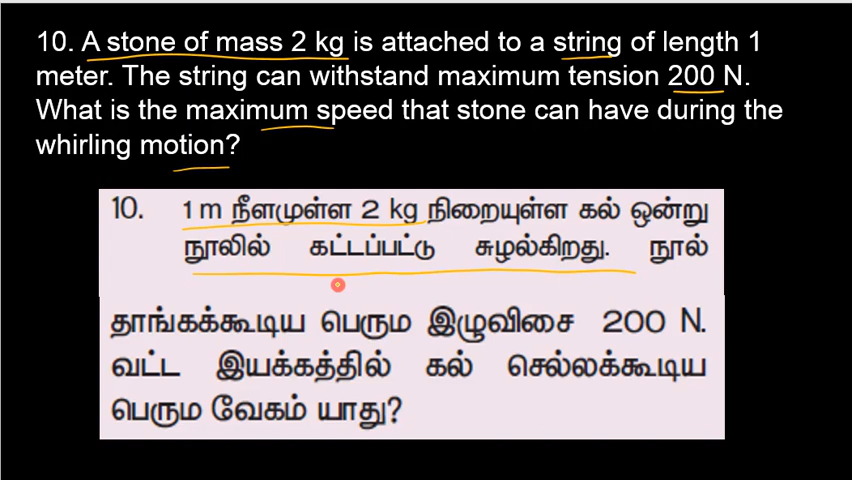 10. A stone of mass 2 kg is attached to a string of length 1
meter. The string can withstand maximum tension 200 N.
What is the maximum speed that stone can have during the
whirling motion?
10. 1 m நீளமுள்ள 2 kg நிறையுள்ள கல் ஒன்று
நூலில் கட்டப்பட்டு சுழல்கிறது. நூல்
தாங்கக்கூடிய பெரும இழுவிசை 200 N.
வட்ட இயக்கத்தில் கல் செல்லக்கூடிய
பெரும வேகம் யாது?